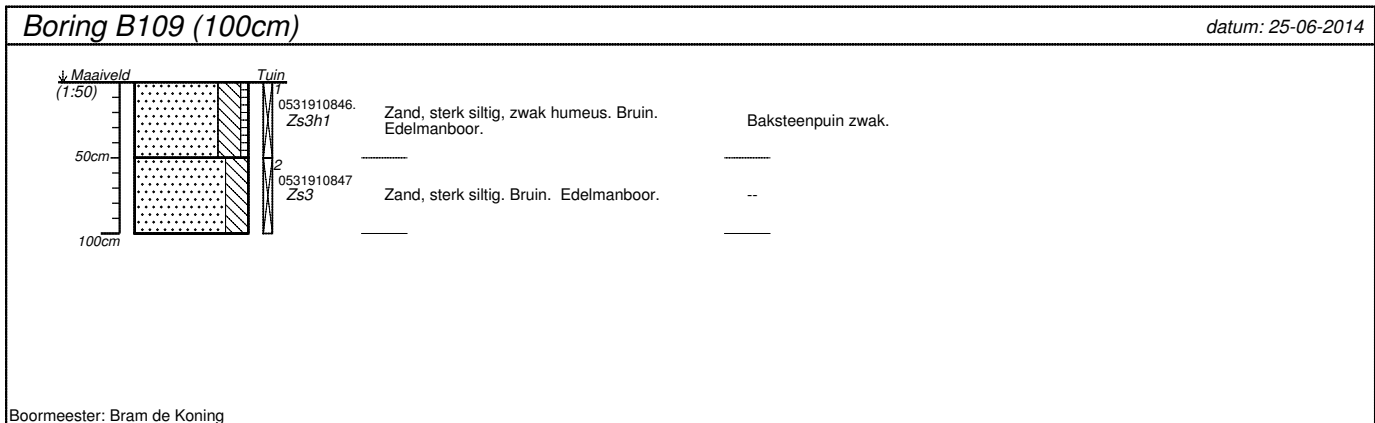 Boring B109 (100cm)
datum: 25-06-2014
Maaiveld
Tuin
(1:50)
1
0531910846.
Zs3h1
Zand, sterk siltig, zwak humeus. Bruin.
Edelmanboor.
Baksteenpuin zwak.
50cm
2
0531910847
Zs3
Zand, sterk siltig. Bruin. Edelmanboor.
--
100cm
Boormeester: Bram de Koning